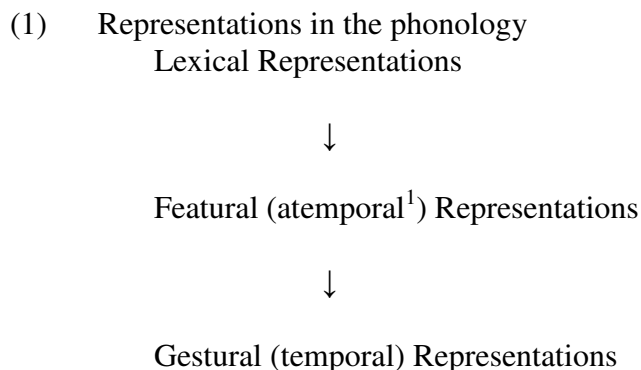 (1) Representations in the phonology
Lexical Representations
↓
Featural (atemporal¹) Representations
↓
Gestural (temporal) Representations